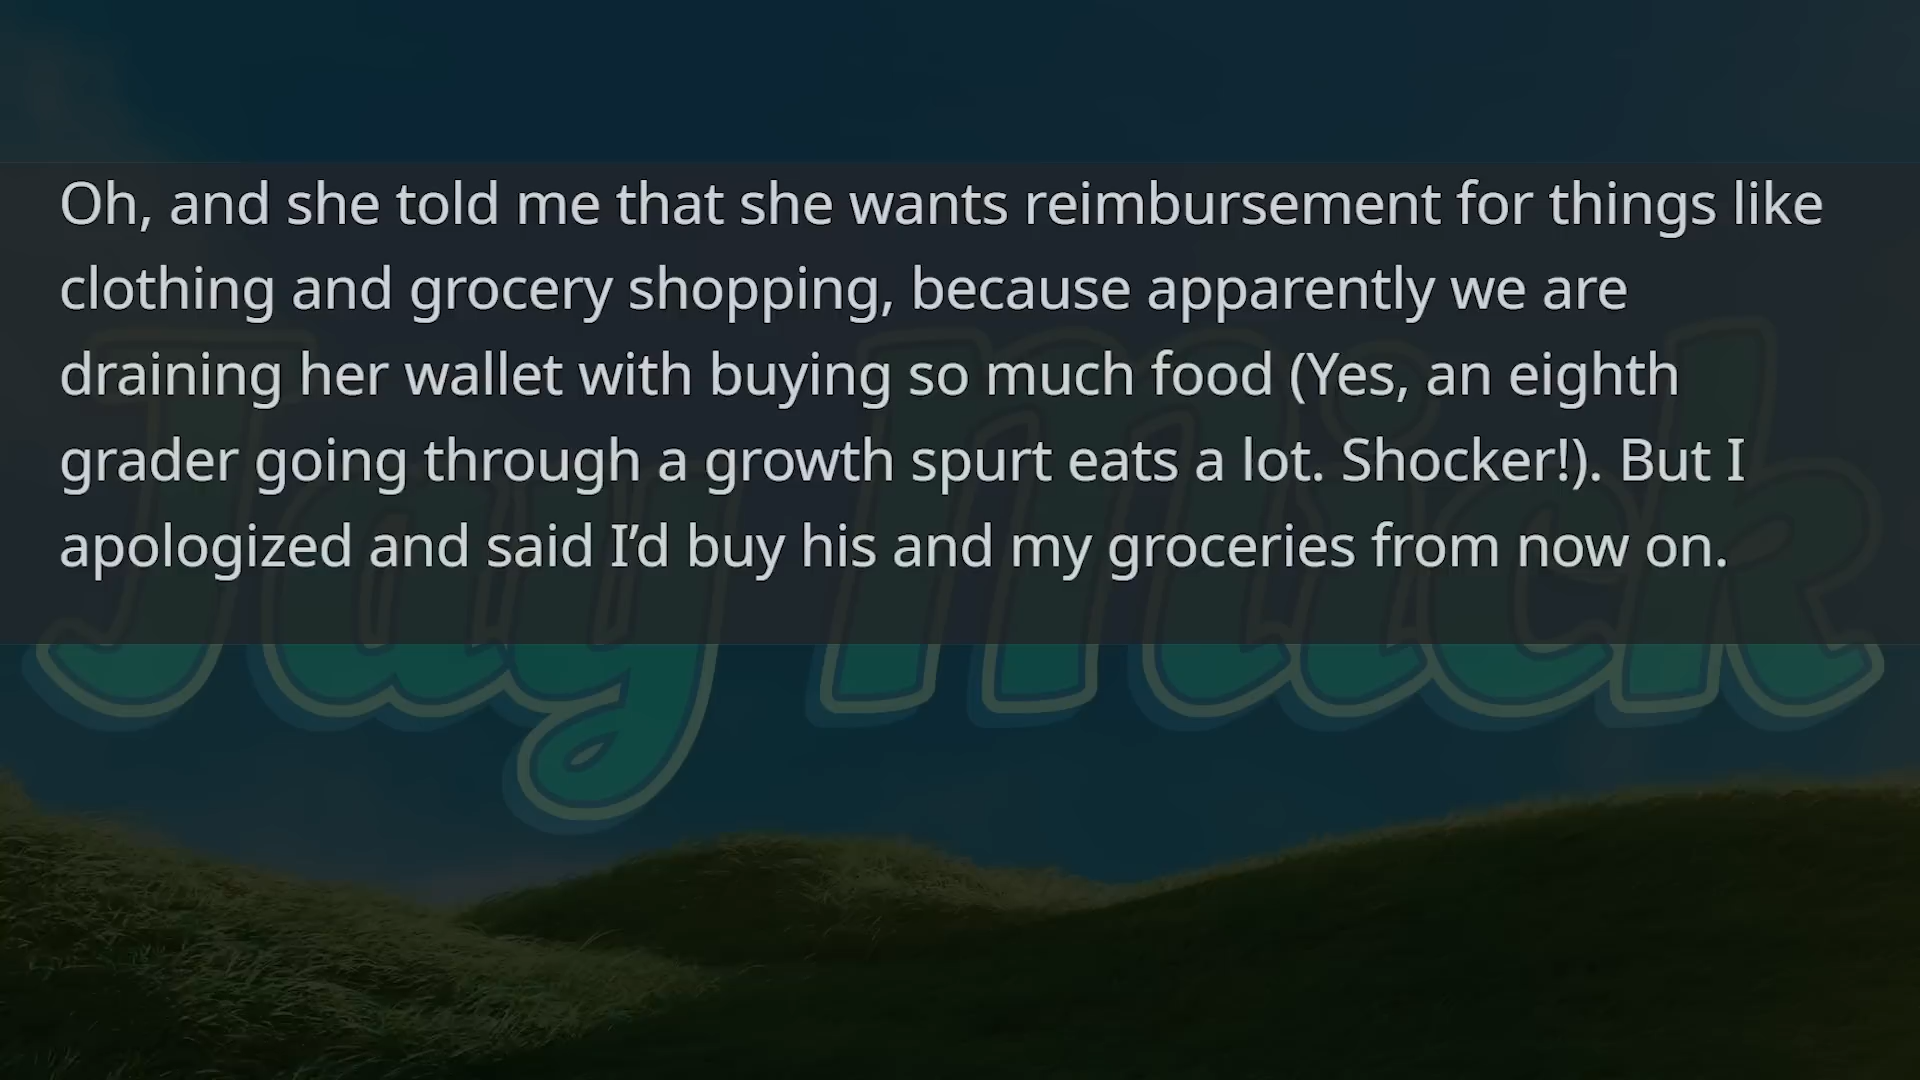 Oh, and she told me that she wants reimbursement for things like
clothing and grocery shopping, because apparently we are
draining her wallet with buying so much food (Yes, an eighth
grader going through a growth spurt eats a lot. Shocker!). But I
apologized and said I’d buy his and my groceries from now on.
Jay Mick